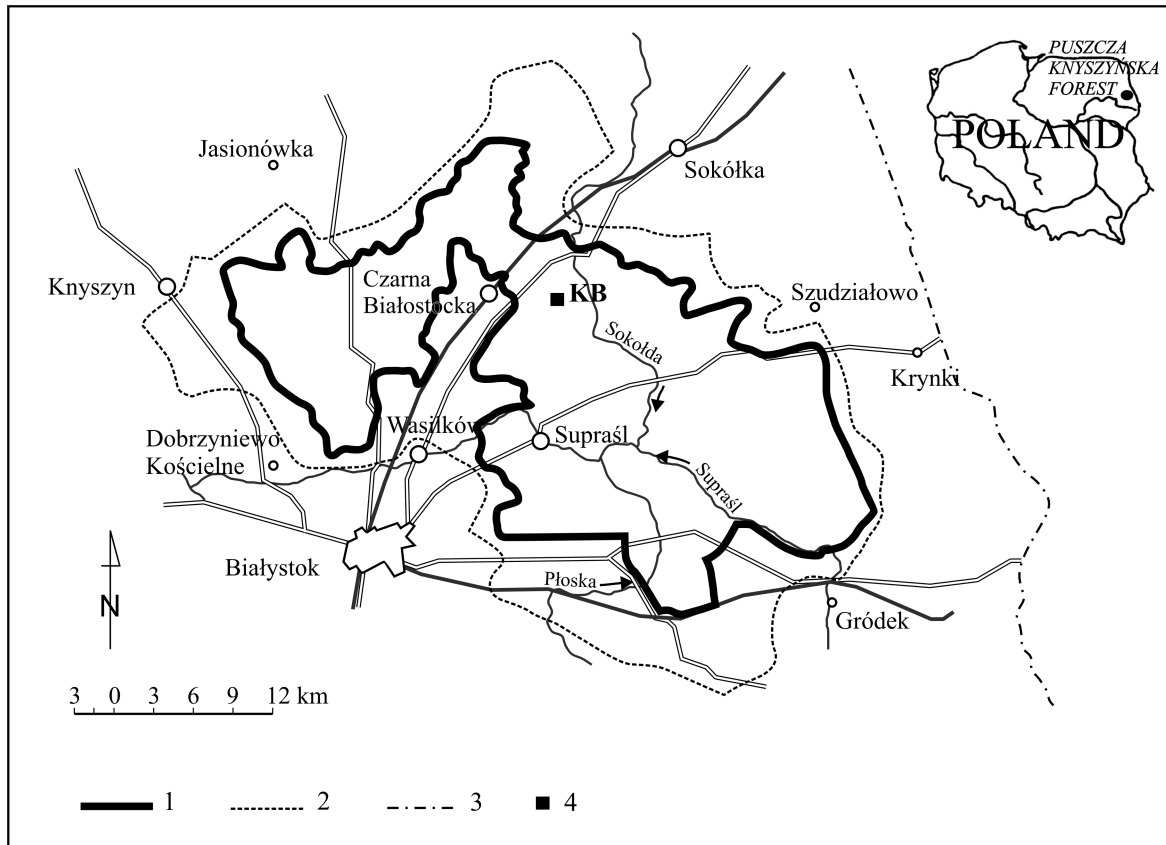 PUSZCZA
KNYSZYŃSKA
FOREST
POLAND
Jasionówka
Sokółka
Knyszyn
Czarna
Białostocka
KB
Szudziałowo
Sokołda
Krynki
Wasilków
Supraśl
Dobrzyniewo
Kościelne
Supraśl
Białystok
Płoska
Gródek
N
3 0 3 6 9 12 km
1 2 3 4